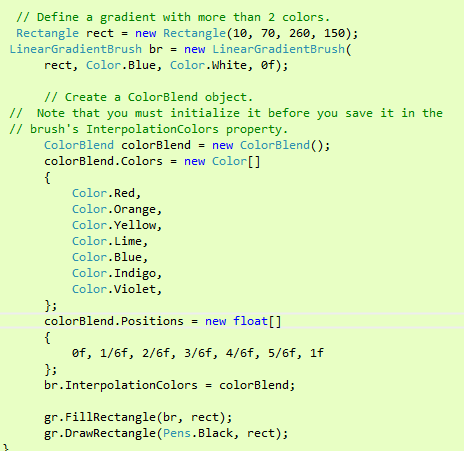 // Define a gradient with more than 2 colors.
Rectangle rect = new Rectangle(10, 70, 260, 150);
LinearGradientBrush br = new LinearGradientBrush(
rect, Color.Blue, Color.White, 0f);
// Create a ColorBlend object.
// Note that you must initialize it before you save it in the
// brush's InterpolationColors property.
ColorBlend colorBlend = new ColorBlend();
colorBlend.Colors = new Color[]
{
Color.Red,
Color.Orange,
Color.Yellow,
Color.Lime,
Color.Blue,
Color.Indigo,
Color.Violet,
};
colorBlend.Positions = new float[]
{
0f, 1/6f, 2/6f, 3/6f, 4/6f, 5/6f, 1f
};
br.InterpolationColors = colorBlend;
gr.FillRectangle(br, rect);
gr.DrawRectangle(Pens.Black, rect);
}